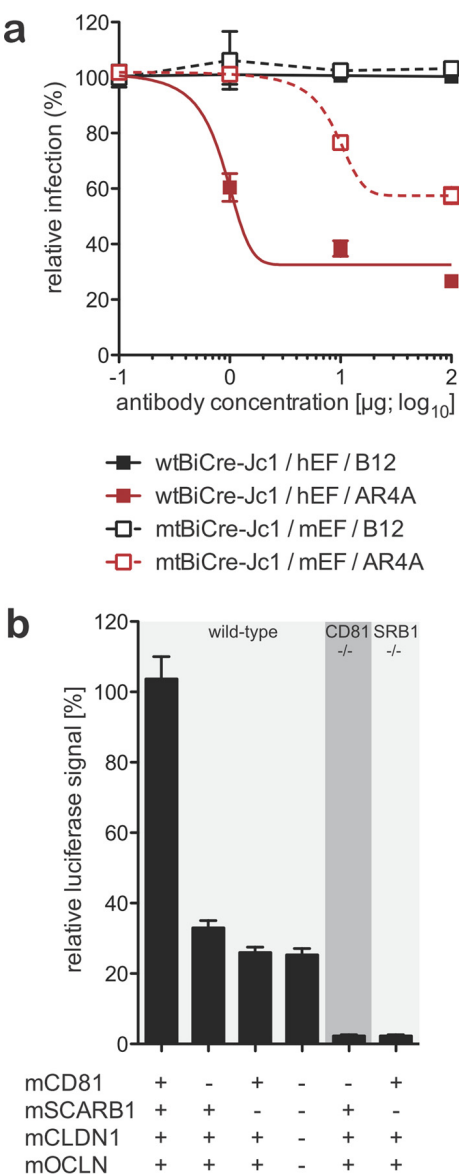 a
120
100
80
60
40
20
0
relative infection (%)
-1 0 1 2
antibody concentration [µg; log10]
wtBiCre-Jc1 / hEF / B12
wtBiCre-Jc1 / hEF / AR4A
mtBiCre-Jc1 / mEF / B12
mtBiCre-Jc1 / mEF / AR4A
b
120
100
80
60
40
20
0
relative luciferase signal [%]
wild-type CD81 SRB1
-/- -/-
mCD81 + - + - - +
mSCARB1 + + - - + -
mCLDN1 + + + - + +
mOCLN + + + - + +